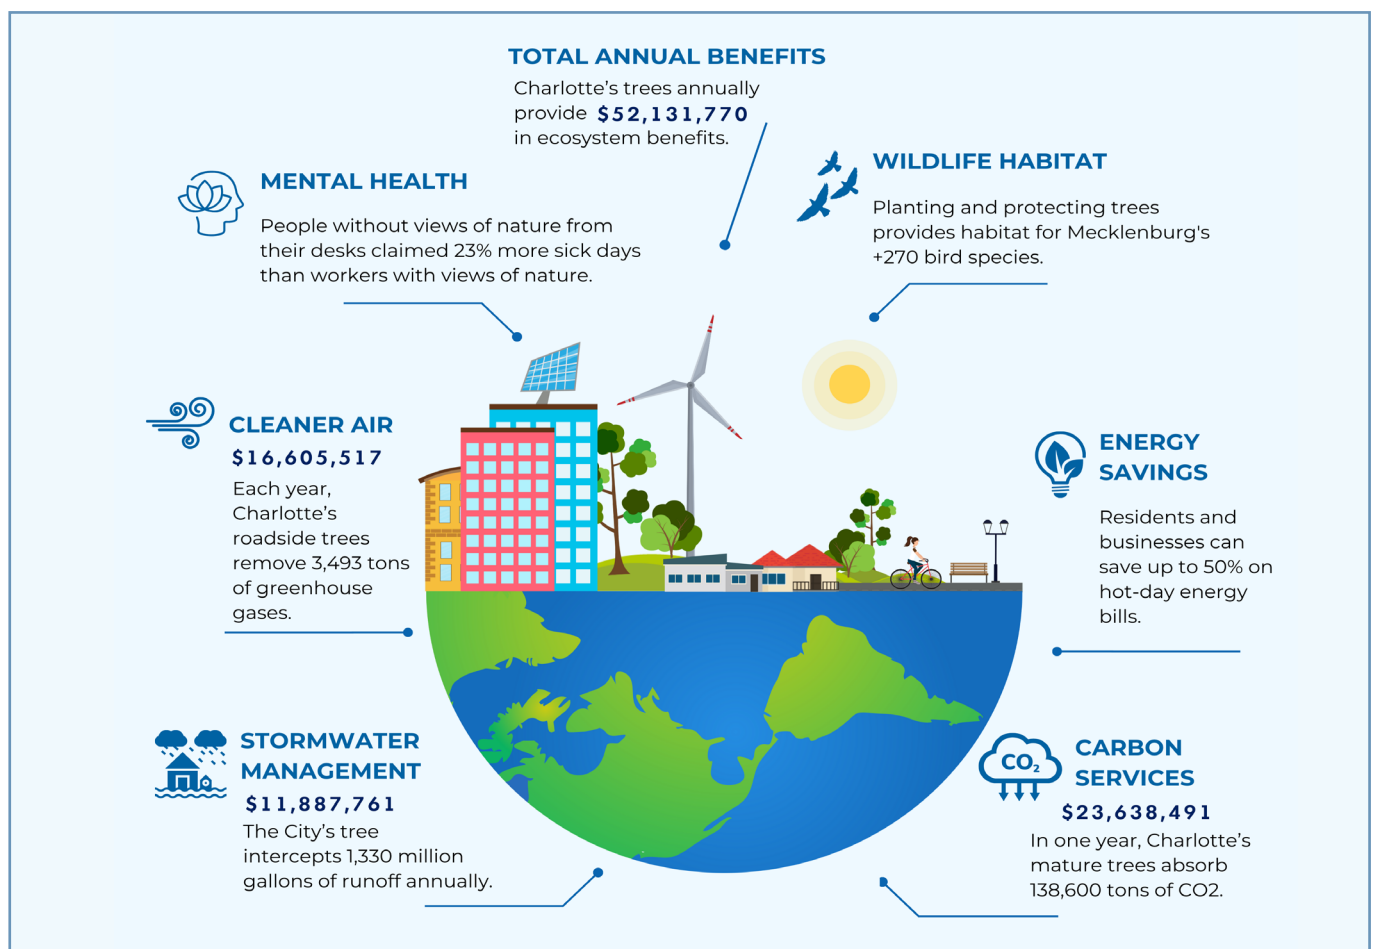 TOTAL ANNUAL BENEFITS
Charlotte’s trees annually
provide $52,131,770
in ecosystem benefits.
MENTAL HEALTH
People without views of nature from
their desks claimed 23% more sick days
than workers with views of nature.
WILDLIFE HABITAT
Planting and protecting trees
provides habitat for Mecklenburg's
+270 bird species.
CLEANER AIR
$16,605,517
Each year,
Charlotte’s
roadside trees
remove 3,493 tons
of greenhouse
gases.
ENERGY
SAVINGS
Residents and
businesses can
save up to 50% on
hot-day energy
bills.
STORMWATER
MANAGEMENT
$11,887,761
The City’s tree
intercepts 1,330 million
gallons of runoff annually.
CO₂
CARBON
SERVICES
$23,638,491
In one year, Charlotte’s
mature trees absorb
138,600 tons of CO2.